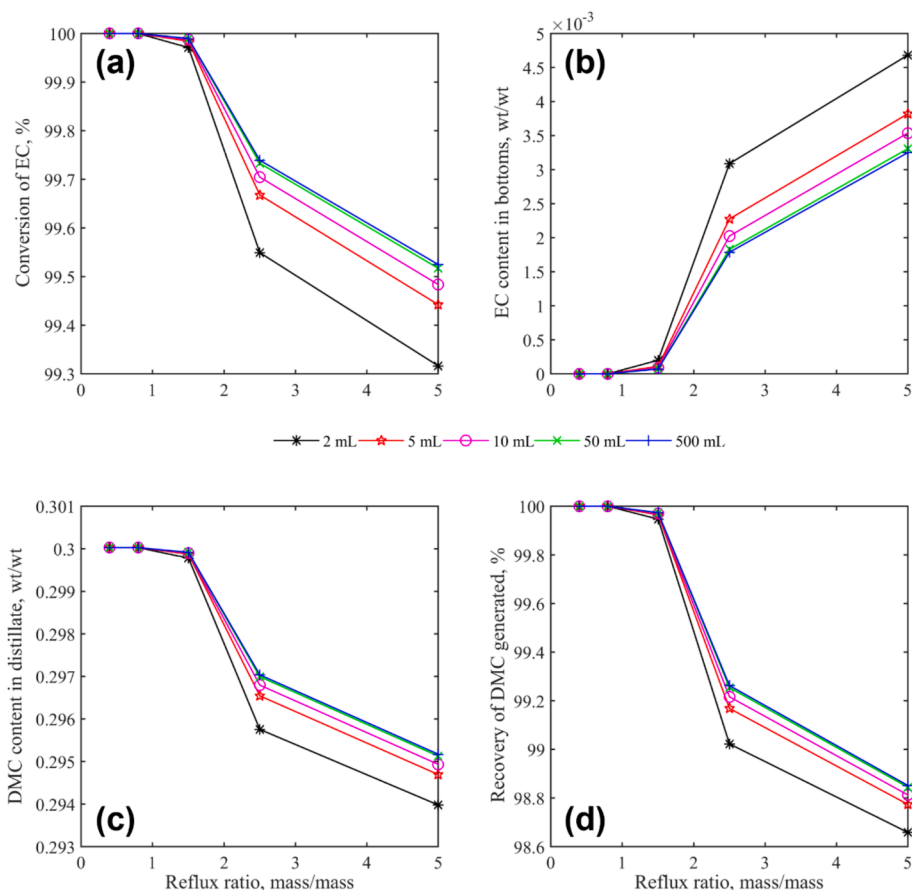 (a)
Conversion of EC, %
100
99.9
99.8
99.7
99.6
99.5
99.4
99.3
0 1 2 3 4 5
(b)
×10⁻³
EC content in bottoms, wt/wt
5
4.5
4
3.5
3
2.5
2
1.5
1
0.5
0
0 1 2 3 4 5
2 mL 5 mL 10 mL 50 mL 500 mL
(c)
DMC content in distillate, wt/wt
0.301
0.3
0.299
0.298
0.297
0.296
0.295
0.294
0.293
0 1 2 3 4 5
Reflux ratio, mass/mass
(d)
Recovery of DMC generated, %
100
99.8
99.6
99.4
99.2
99
98.8
98.6
0 1 2 3 4 5
Reflux ratio, mass/mass